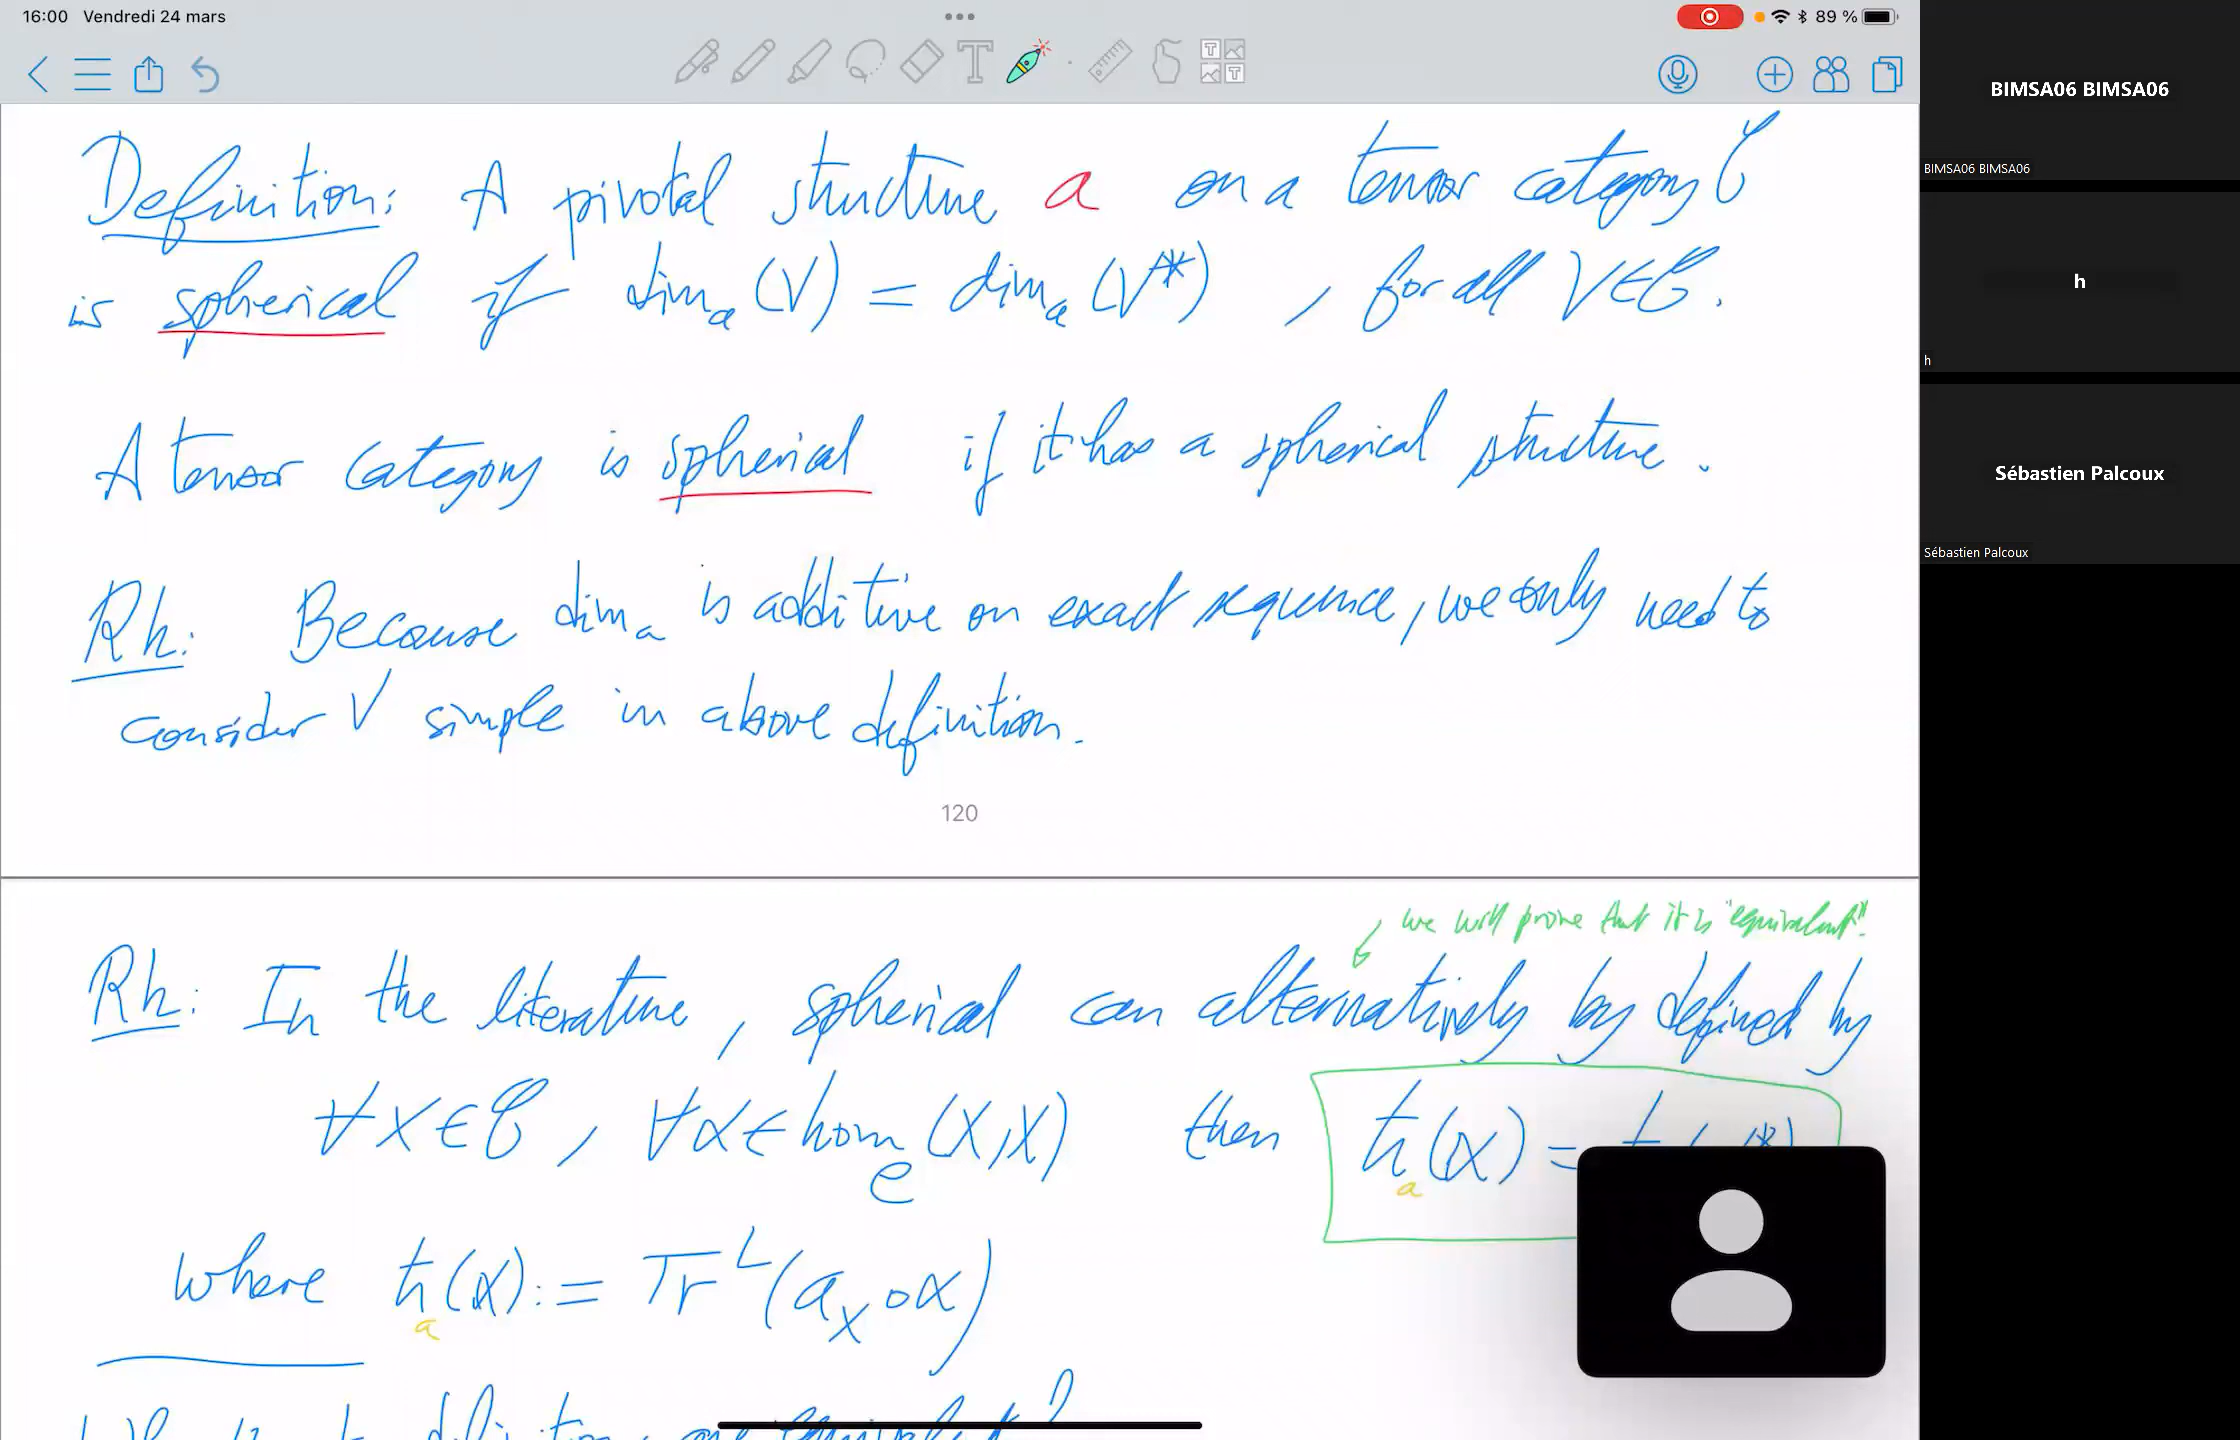 16:00 Vendredi 24 mars
89 %
Definition: A pivotal structure a on a tensor category C
is spherical if dim_a (V) = dim_a (V*) , for all V ∈ C.
A tensor category is spherical if it has a spherical structure.
Rk: Because dim_a is additive on exact sequence, we only need to
consider V simple in above definition.
120
we will prove that it is "equivalent".
Rk: In the literature, spherical can alternatively by defined by
∀X ∈ C, ∀α ∈ hom_C (X,X) then tr_a(α) =
where tr_a(α) := Tr^L (a_X ∘ α)
BIMSA06 BIMSA06
BIMSA06 BIMSA06
h
h
Sébastien Palcoux
Sébastien Palcoux